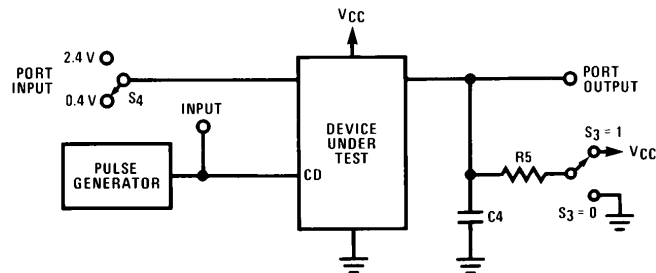 VCC
2.4 V
PORT
INPUT
0.4 V
S4
INPUT
PULSE
GENERATOR
DEVICE
UNDER
TEST
CD
PORT
OUTPUT
S3 = 1
VCC
R5
C4
S3 = 0